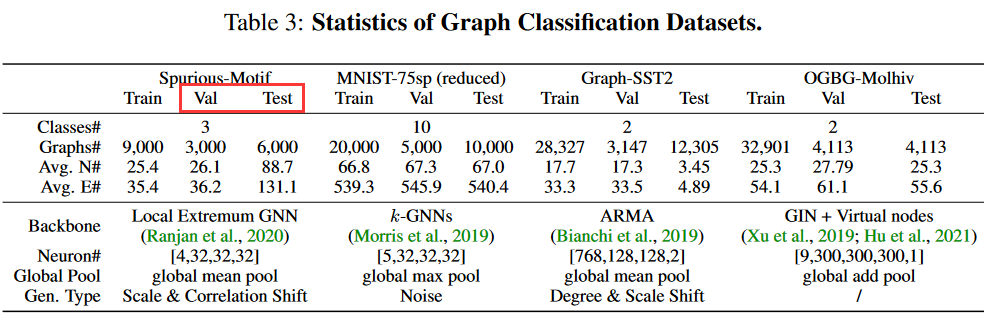 Table 3: Statistics of Graph Classification Datasets.
Spurious-Motif MNIST-75sp (reduced) Graph-SST2 OGBG-Molhiv
Train Val Test Train Val Test Train Val Test Train Val Test
Classes# 3 10 2 2
Graphs# 9,000 3,000 6,000 20,000 5,000 10,000 28,327 3,147 12,305 32,901 4,113 4,113
Avg. N# 25.4 26.1 88.7 66.8 67.3 67.0 17.7 17.3 3.45 25.3 27.79 25.3
Avg. E# 35.4 36.2 131.1 539.3 545.9 540.4 33.3 33.5 4.89 54.1 61.1 55.6
Backbone Local Extremum GNN k-GNNs ARMA GIN + Virtual nodes
(Ranjan et al., 2020) (Morris et al., 2019) (Bianchi et al., 2019) (Xu et al., 2019; Hu et al., 2021)
Neuron# [4,32,32,32] [5,32,32,32] [768,128,128,2] [9,300,300,300,1]
Global Pool global mean pool global max pool global mean pool global add pool
Gen. Type Scale & Correlation Shift Noise Degree & Scale Shift /